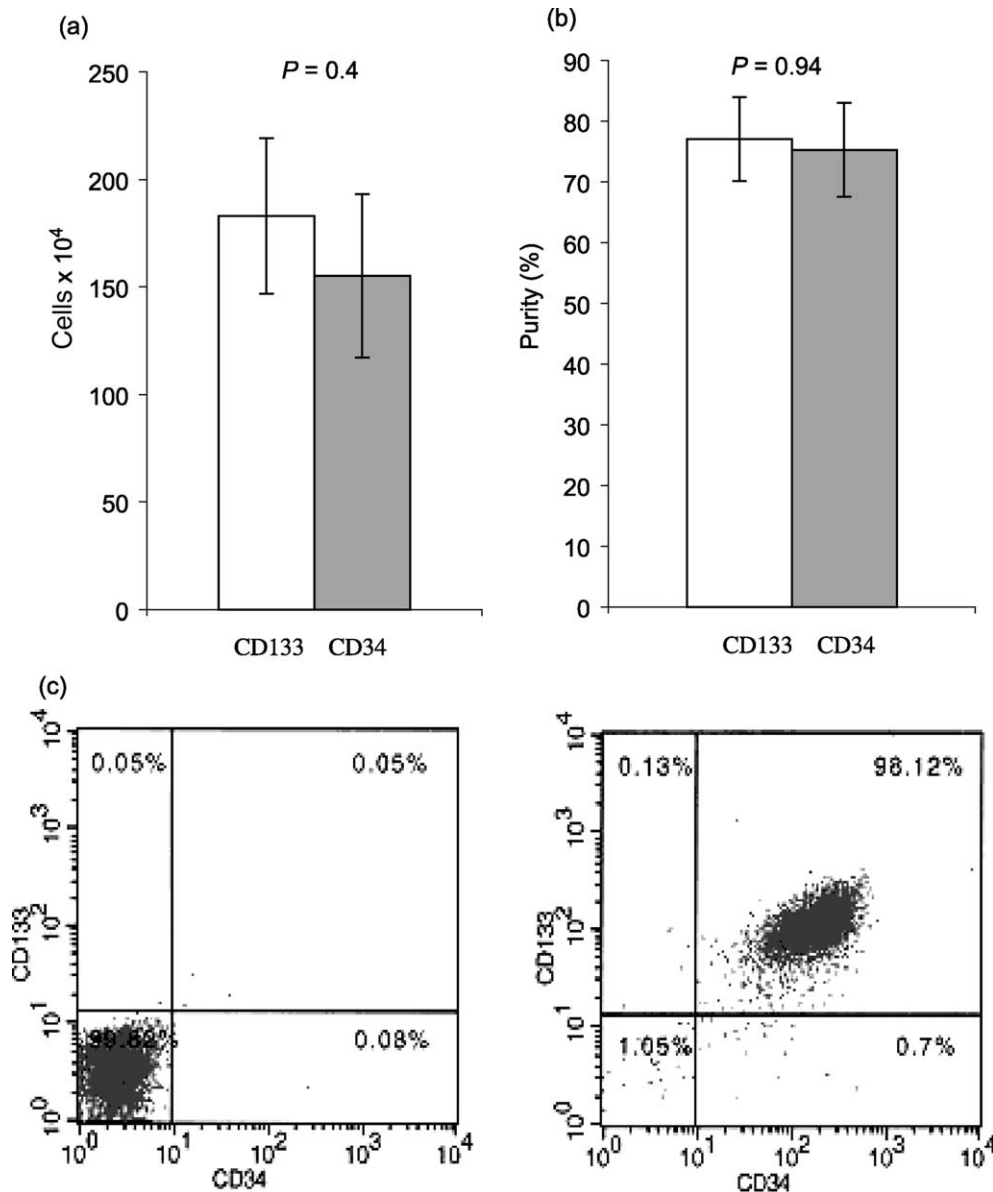 (a)
P = 0.4
250
200
150
100
50
0
Cells x 10⁴
CD133 CD34
(b)
P = 0.94
90
80
70
60
50
40
30
20
10
0
Purity (%)
CD133 CD34
(c)
10⁴
10³
10²
10¹
10⁰
CD133
0.05% 0.05%
99.82% 0.08%
10⁰ 10¹ 10² 10³ 10⁴
CD34
10⁴
10³
10²
10¹
10⁰
CD133
0.13% 98.12%
1.05% 0.7%
10⁰ 10¹ 10² 10³ 10⁴
CD34